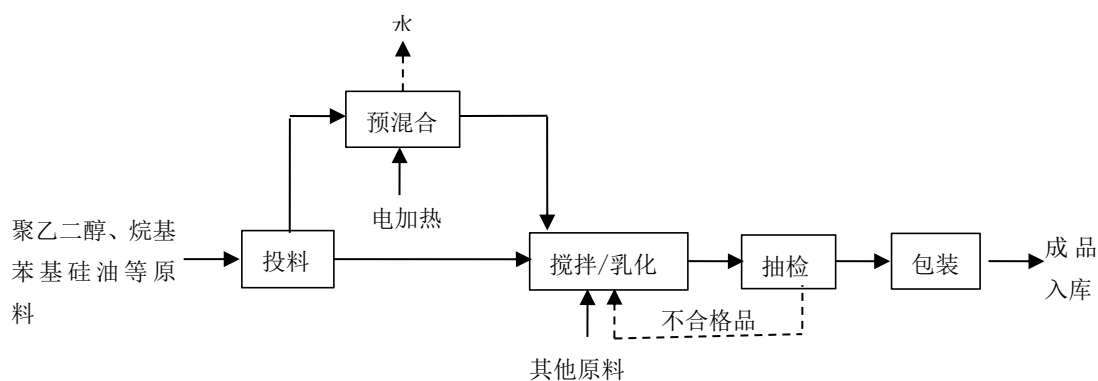 水
预混合
电加热
聚乙二醇、烷基
苯基硅油等原
料
投料
搅拌/乳化
抽检
包装
成品
入库
不合格品
其他原料